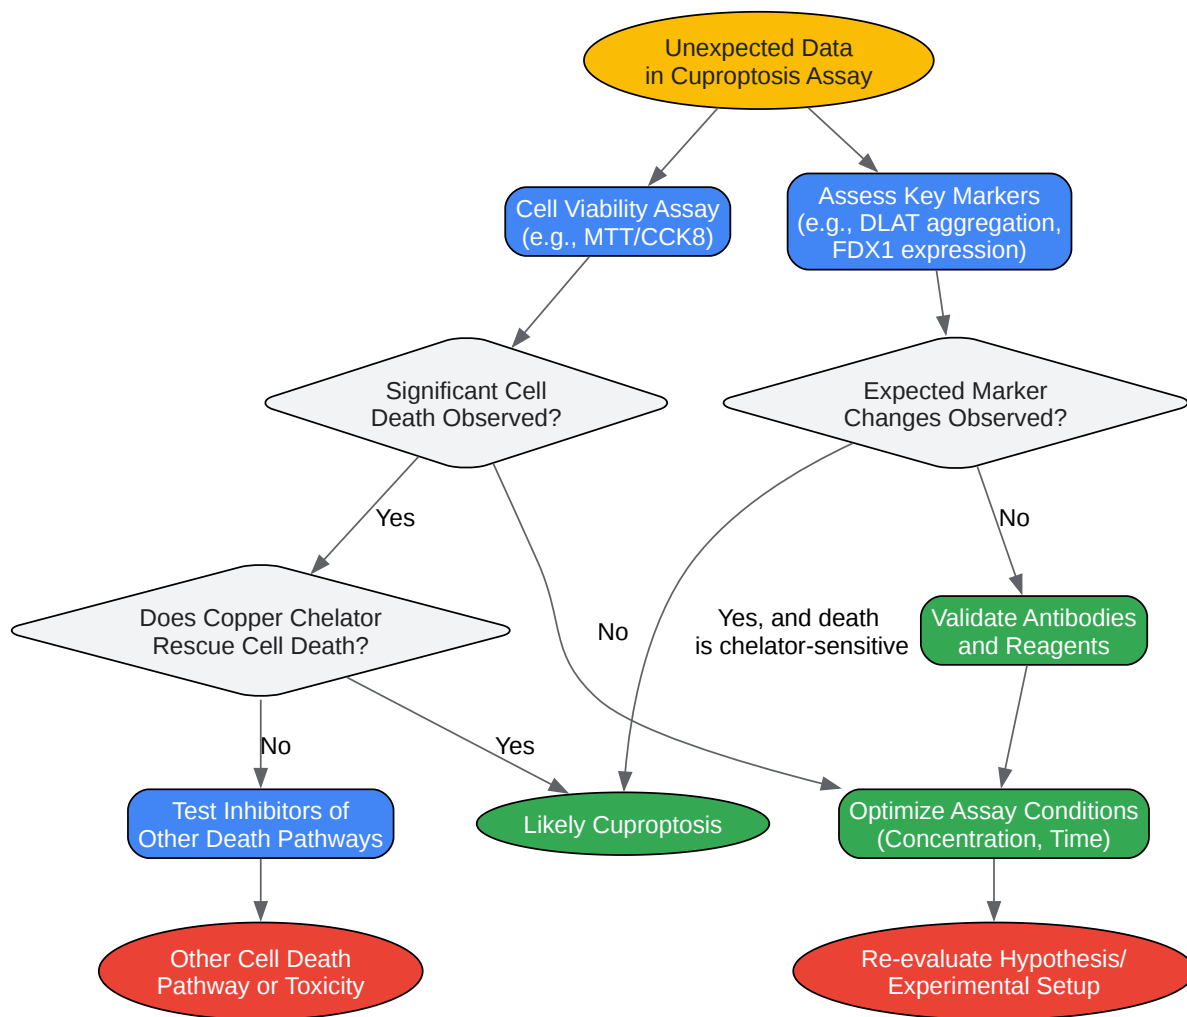 Unexpected Data
in Cuproptosis Assay
Cell Viability Assay
(e.g., MTT/CCK8)
Assess Key Markers
(e.g., DLAT aggregation,
FDX1 expression)
Significant Cell
Death Observed?
Expected Marker
Changes Observed?
Yes
No
Does Copper Chelator
Rescue Cell Death?
No
Yes, and death
is chelator-sensitive
Validate Antibodies
and Reagents
No
Yes
Test Inhibitors of
Other Death Pathways
Likely Cuproptosis
Optimize Assay Conditions
(Concentration, Time)
Other Cell Death
Pathway or Toxicity
Re-evaluate Hypothesis/
Experimental Setup